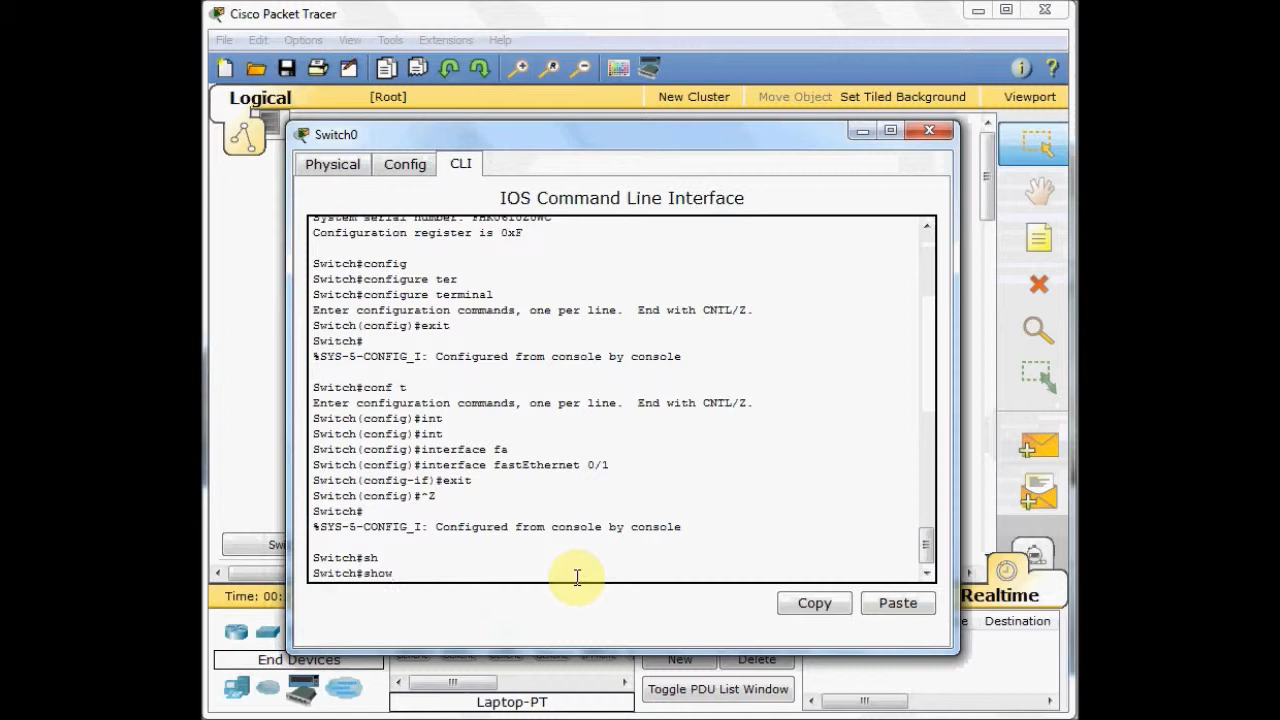 Cisco Packet Tracer
File Edit Options View Tools Extensions Help
Logical [Root] New Cluster Move Object Set Tiled Background Viewport
Switch0
Physical Config CLI
IOS Command Line Interface
System serial number:
Configuration register is 0xF
Switch#config
Switch#configure ter
Switch#configure terminal
Enter configuration commands, one per line. End with CNTL/Z.
Switch(config)#exit
Switch#
%SYS-5-CONFIG_I: Configured from console by console
Switch#conf t
Enter configuration commands, one per line. End with CNTL/Z.
Switch(config)#int
Switch(config)#int
Switch(config)#interface fa
Switch(config)#interface fastEthernet 0/1
Switch(config-if)#exit
Switch(config)#^Z
Switch#
%SYS-5-CONFIG_I: Configured from console by console
Switch#sh
Switch#show
Copy Paste
Time: 00: Realtime
Destination
End Devices New Delete
Toggle PDU List Window
Laptop-PT